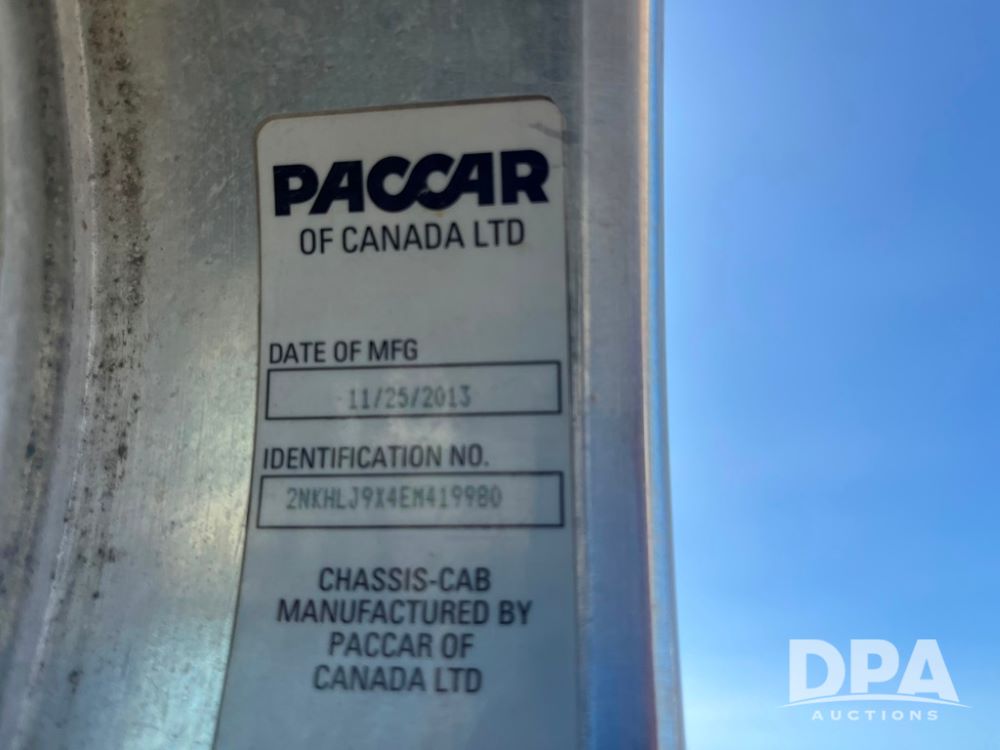 PACCAR
OF CANADA LTD
DATE OF MFG
11/25/2013
IDENTIFICATION NO.
2NKHLJ9X4EM419980
CHASSIS-CAB
MANUFACTURED BY
PACCAR OF
CANADA LTD
DPA
AUCTIONS